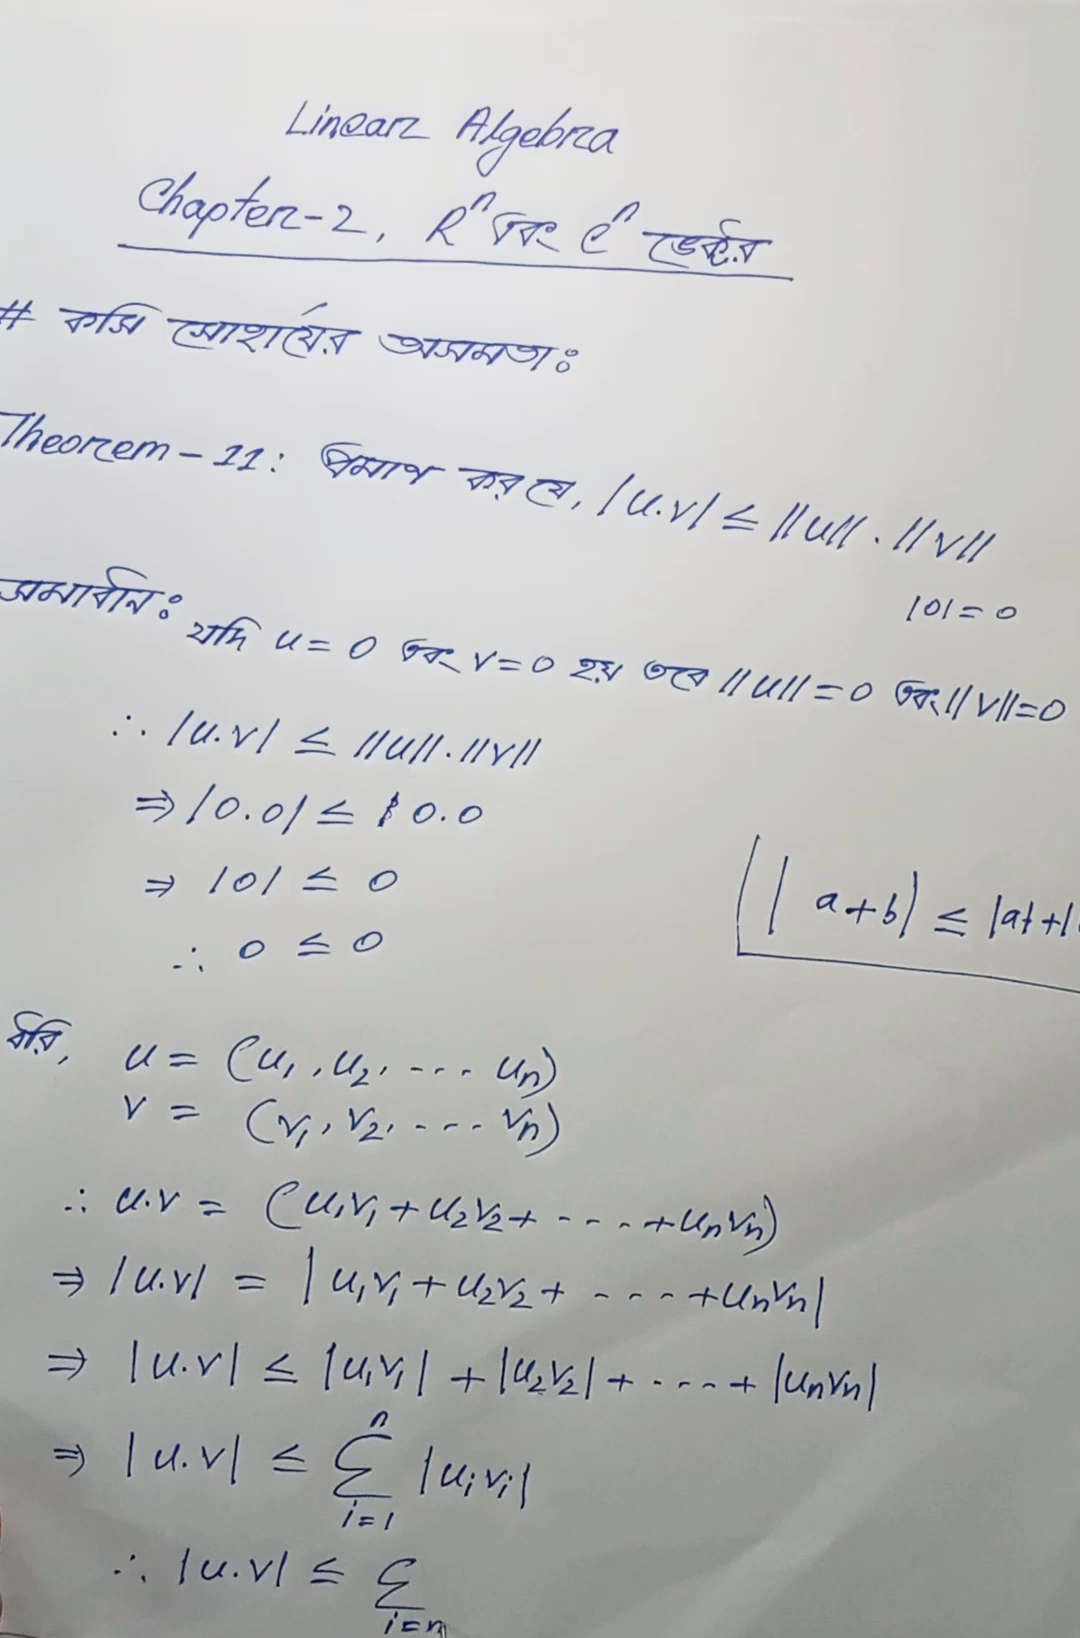 Linear Algebra
Chapter-2, Rⁿ এবং Cⁿ ভেক্টর
# কসি সোহার্যের অসমতা:
Theorem - 11: প্রমাণ কর যে, |u.v| ≤ ||u|| . ||v||
|0| = 0
সমাধান:
যদি u = 0 এবং v = 0 হয় তবে ||u|| = 0 এবং ||v|| = 0
∴ |u.v| ≤ ||u|| . ||v||
⇒ |0.0| ≤ 0.0
⇒ |0| ≤ 0
∴ 0 ≤ 0
|a+b| ≤ |a| + |
ধরি, u = (u₁, u₂, ---- uₙ)
v = (v₁, v₂, ---- vₙ)
∴ u.v = (u₁v₁ + u₂v₂ + ---- + uₙvₙ)
⇒ |u.v| = |u₁v₁ + u₂v₂ + ---- + uₙvₙ|
⇒ |u.v| ≤ |u₁v₁| + |u₂v₂| + ---- + |uₙvₙ|
⇒ |u.v| ≤ Σ |uᵢvᵢ|
n
i=1
∴ |u.v| ≤ Σ
i=n